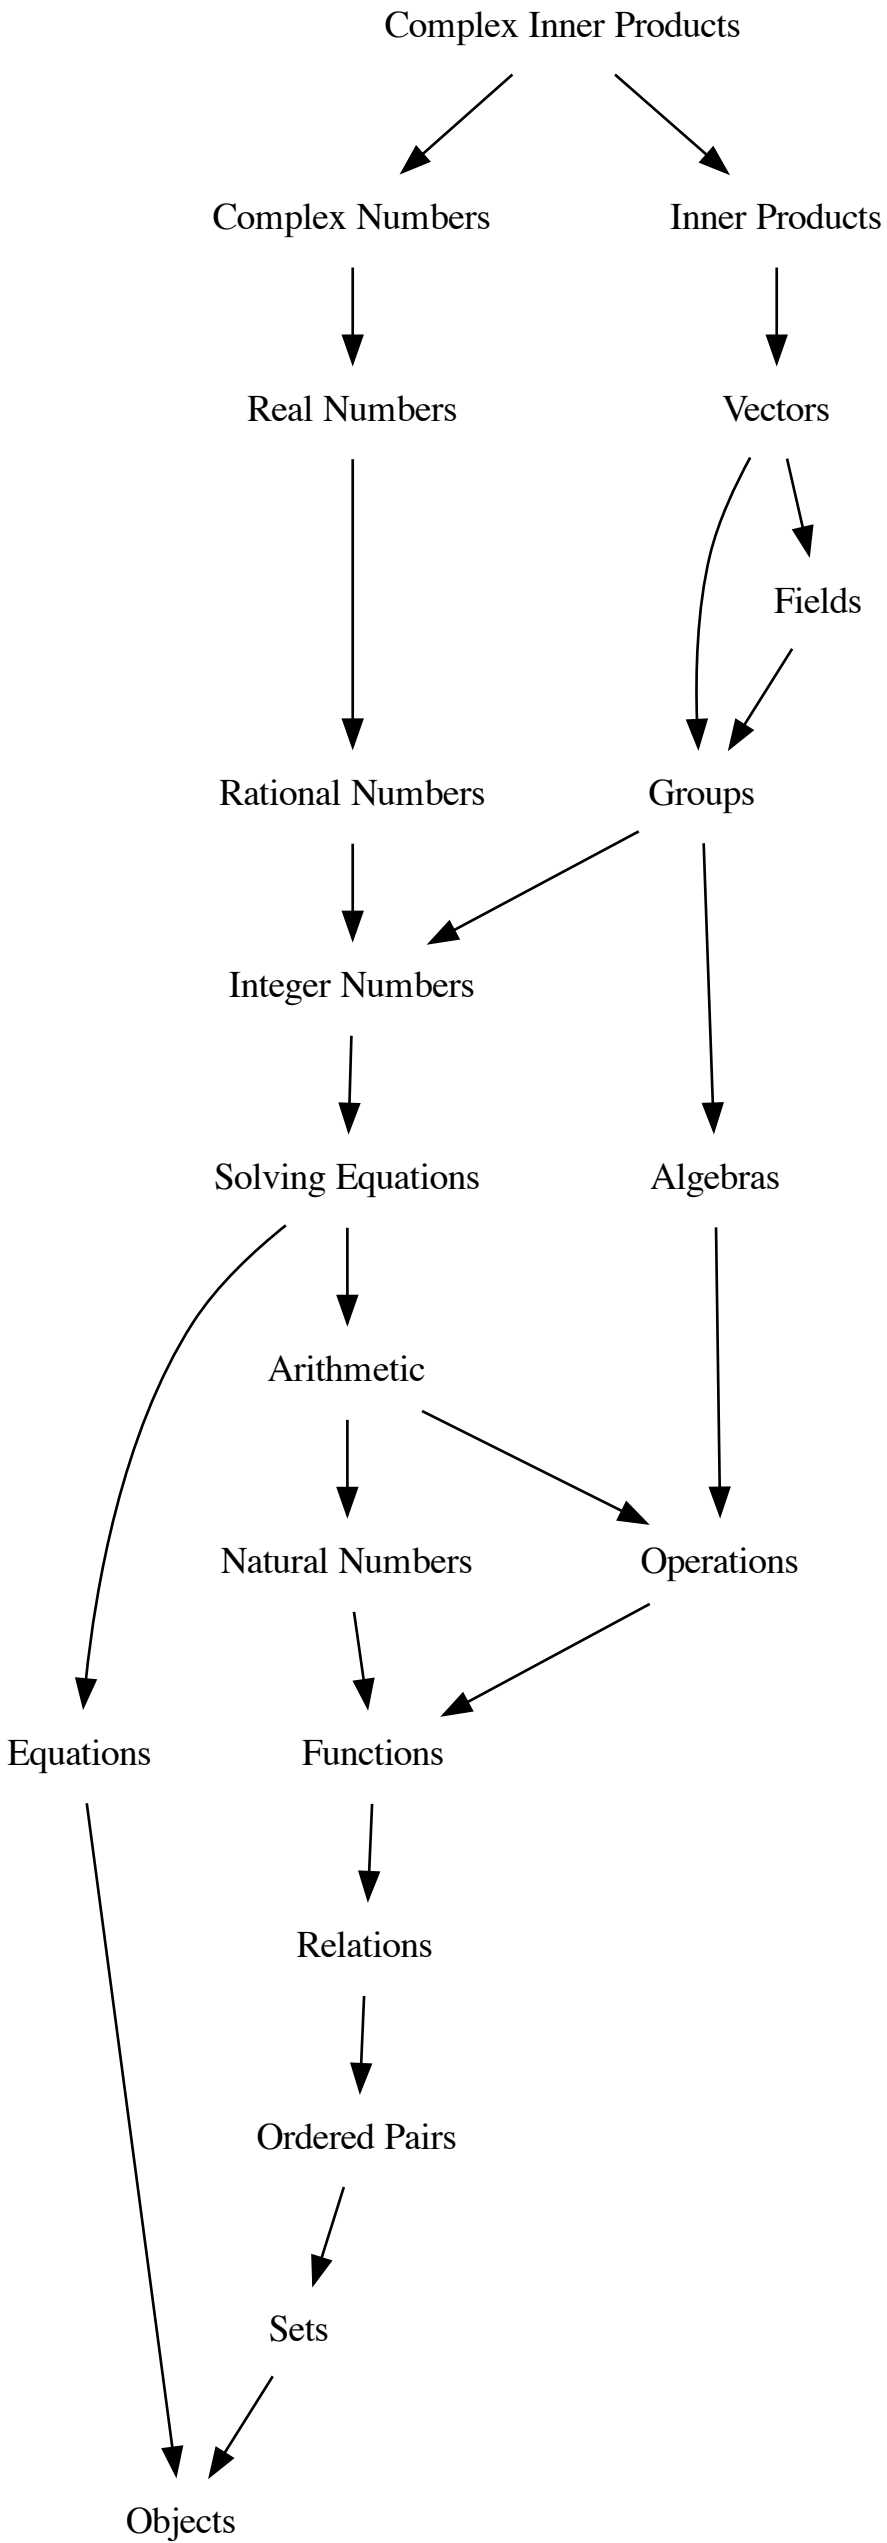 Complex Inner Products
Complex Numbers
Inner Products
Real Numbers
Vectors
Fields
Rational Numbers
Groups
Integer Numbers
Solving Equations
Algebras
Arithmetic
Natural Numbers
Operations
Equations
Functions
Relations
Ordered Pairs
Sets
Objects